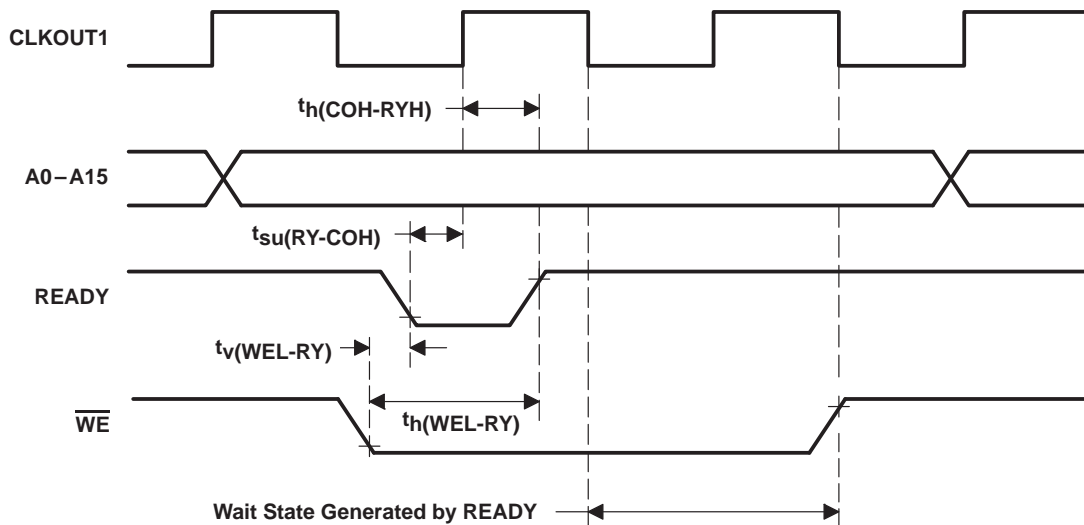 CLKOUT1
th(COH-RYH)
A0–A15
tsu(RY-COH)
READY
tv(WEL-RY)
th(WEL-RY)
WE
Wait State Generated by READY